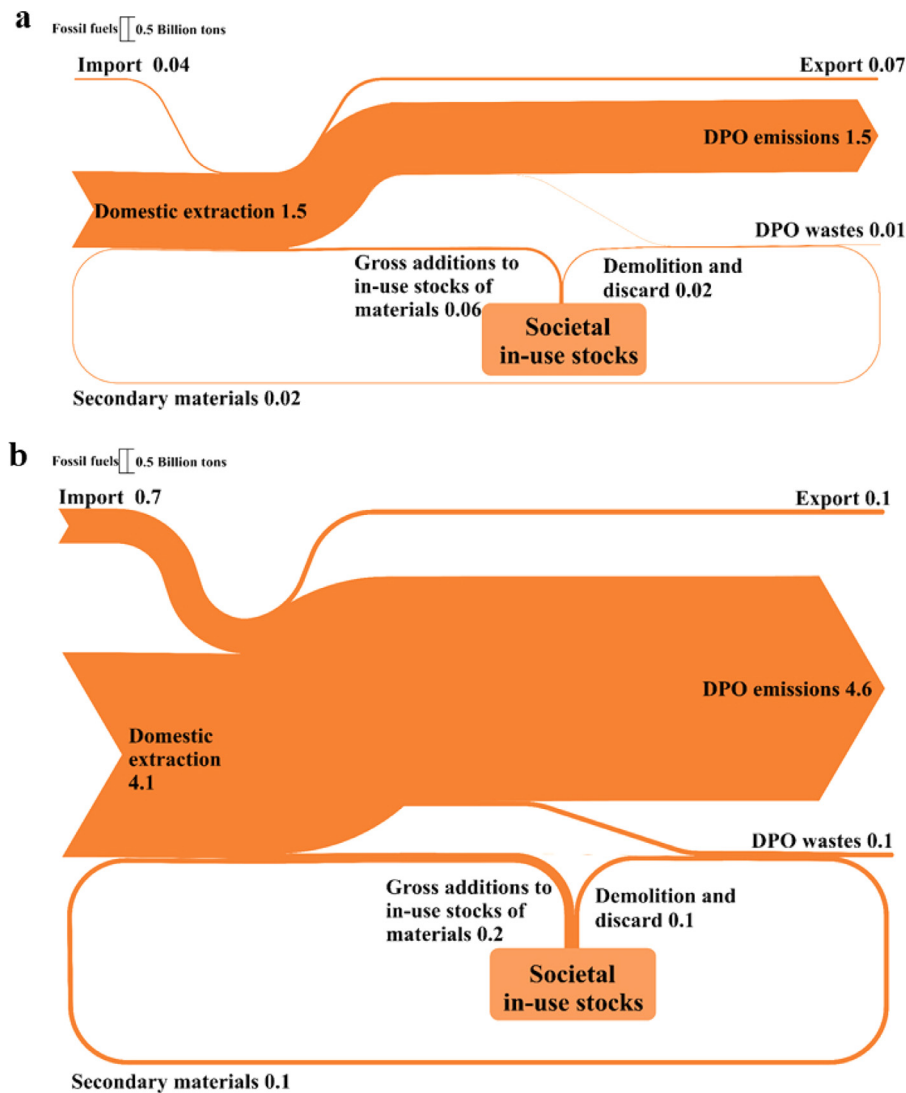 a
Fossil fuels 0.5 Billion tons
Import 0.04
Export 0.07
DPO emissions 1.5
Domestic extraction 1.5
DPO wastes 0.01
Gross additions to
in-use stocks of
materials 0.06
Demolition and
discard 0.02
Societal
in-use stocks
Secondary materials 0.02
b
Fossil fuels 0.5 Billion tons
Import 0.7
Export 0.1
DPO emissions 4.6
Domestic
extraction
4.1
DPO wastes 0.1
Gross additions to
in-use stocks of
materials 0.2
Demolition and
discard 0.1
Societal
in-use stocks
Secondary materials 0.1